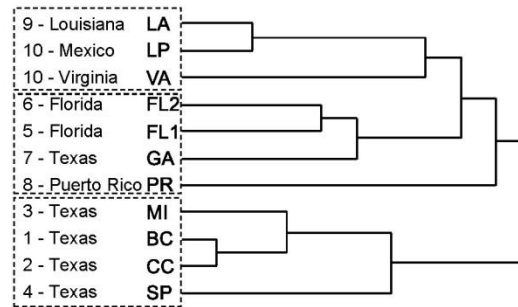 9 - Louisiana LA
10 - Mexico LP
10 - Virginia VA
6 - Florida FL2
5 - Florida FL1
7 - Texas GA
8 - Puerto Rico PR
3 - Texas MI
1 - Texas BC
2 - Texas CC
4 - Texas SP